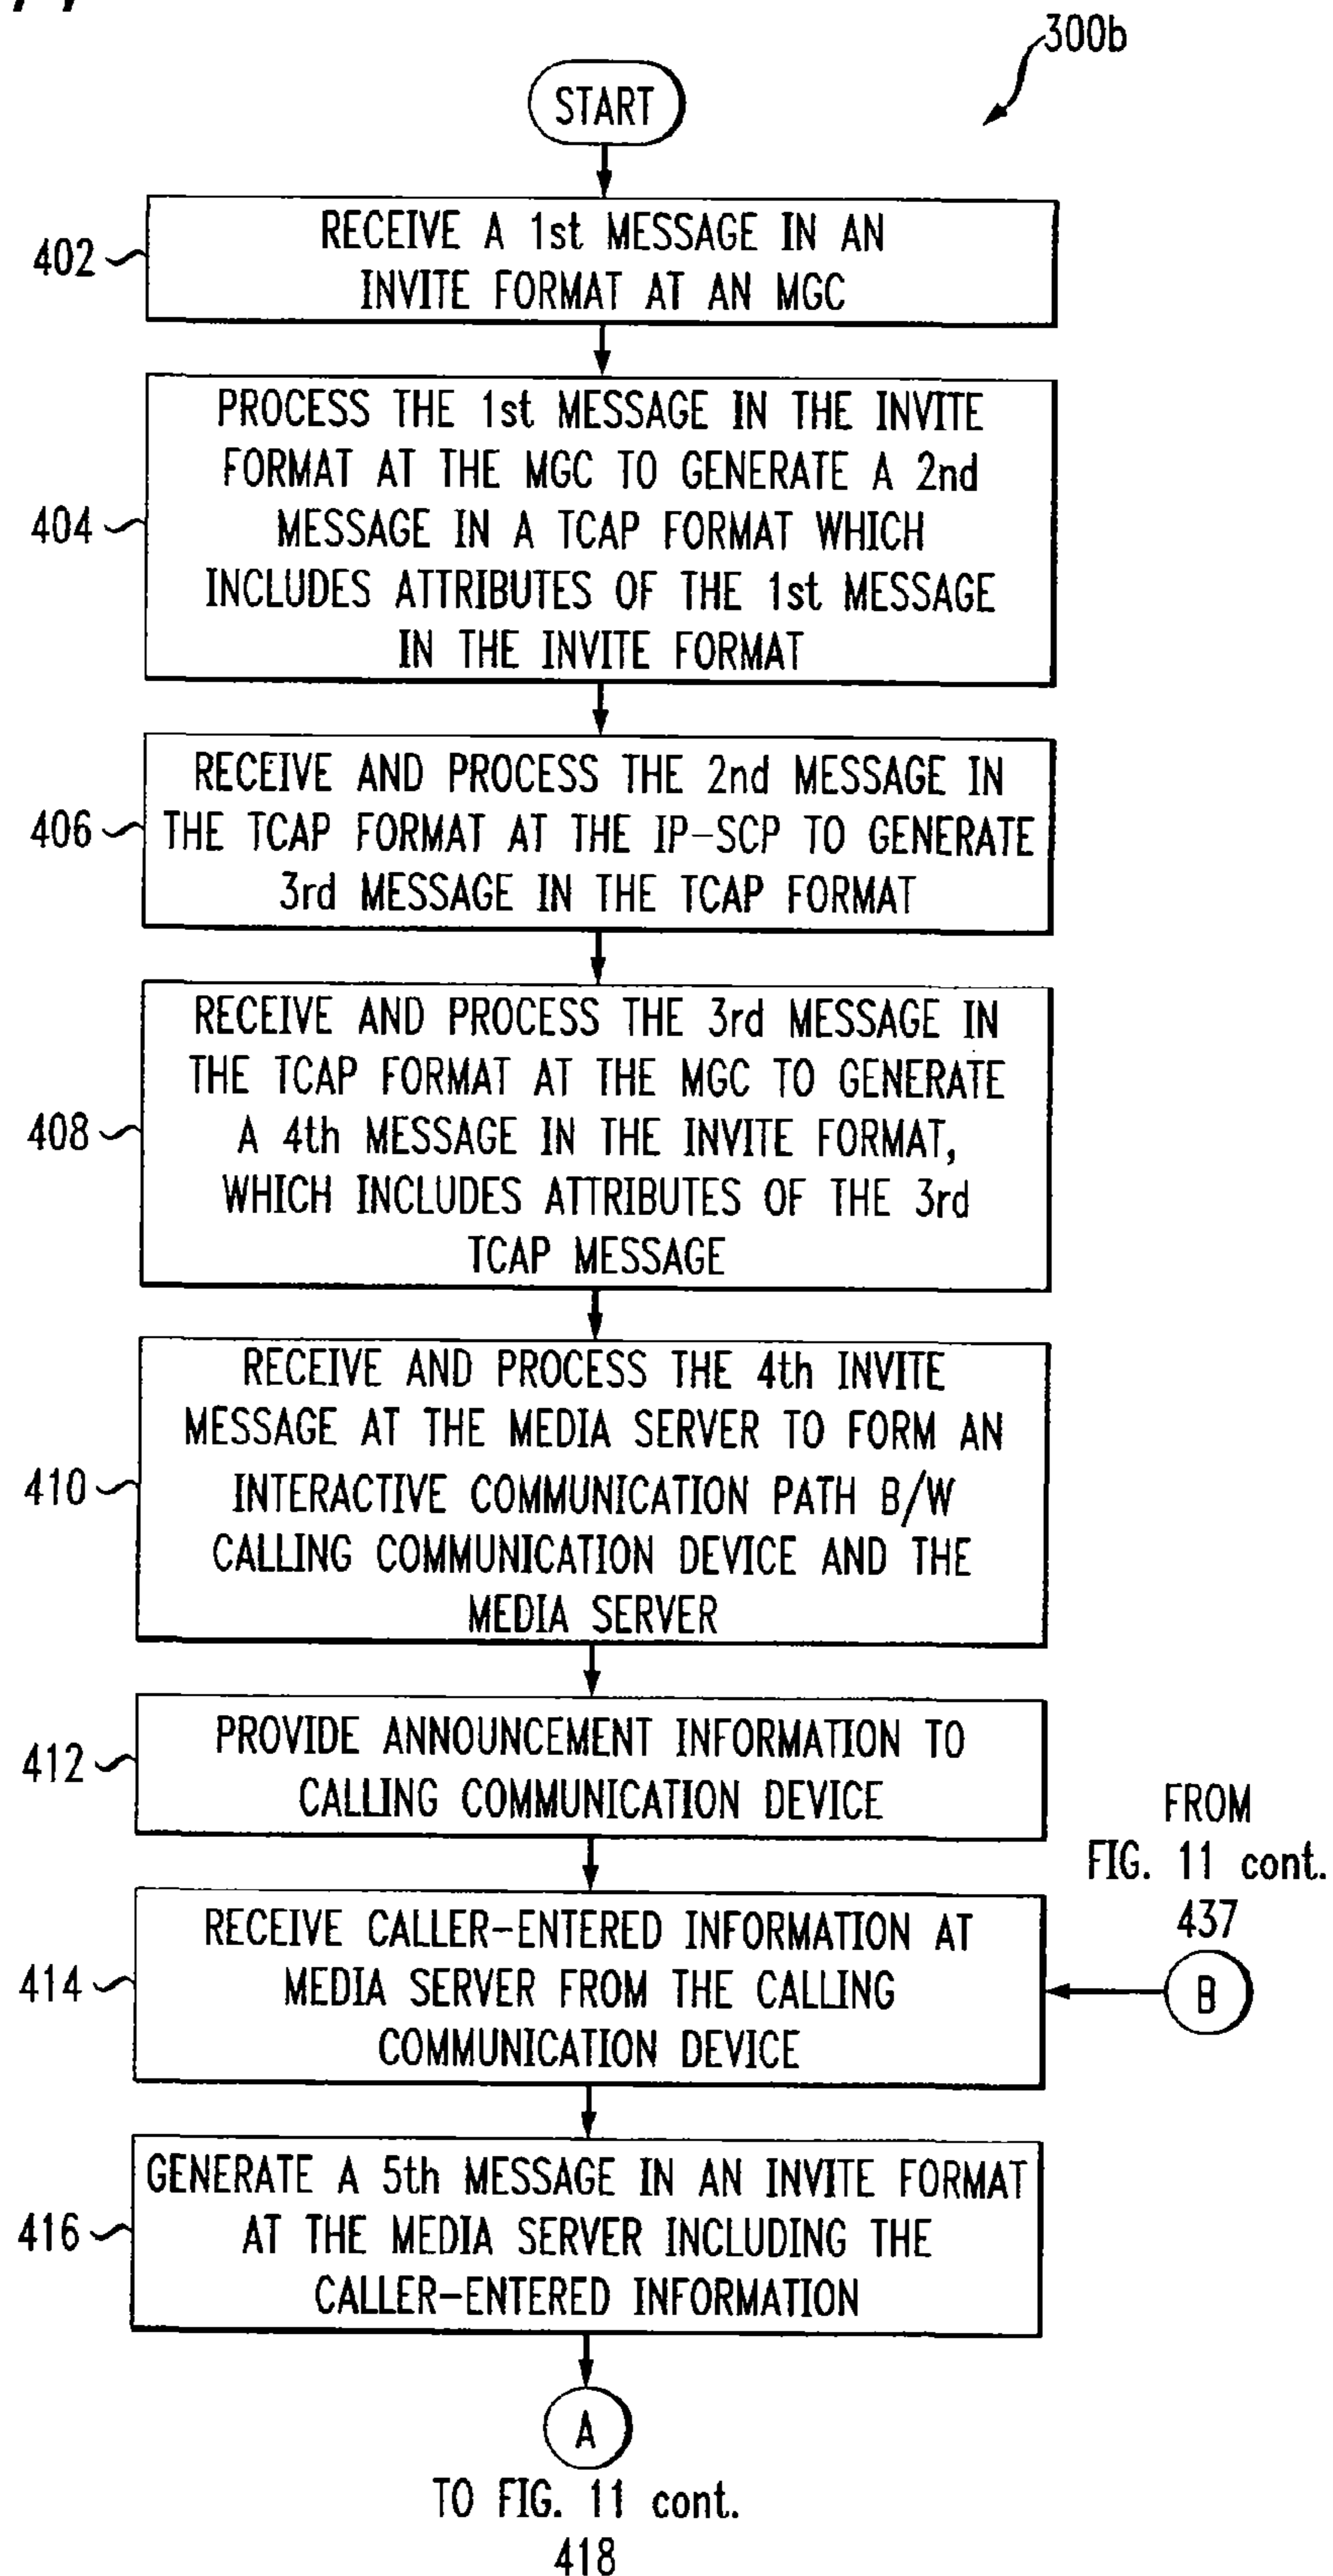 300b
START
402
RECEIVE A 1st MESSAGE IN AN
INVITE FORMAT AT AN MGC
404
PROCESS THE 1st MESSAGE IN THE INVITE
FORMAT AT THE MGC TO GENERATE A 2nd
MESSAGE IN A TCAP FORMAT WHICH
INCLUDES ATTRIBUTES OF THE 1st MESSAGE
IN THE INVITE FORMAT
406
RECEIVE AND PROCESS THE 2nd MESSAGE IN
THE TCAP FORMAT AT THE IP-SCP TO GENERATE
3rd MESSAGE IN THE TCAP FORMAT
408
RECEIVE AND PROCESS THE 3rd MESSAGE IN
THE TCAP FORMAT AT THE MGC TO GENERATE
A 4th MESSAGE IN THE INVITE FORMAT,
WHICH INCLUDES ATTRIBUTES OF THE 3rd
TCAP MESSAGE
410
RECEIVE AND PROCESS THE 4th INVITE
MESSAGE AT THE MEDIA SERVER TO FORM AN
INTERACTIVE COMMUNICATION PATH B/W
CALLING COMMUNICATION DEVICE AND THE
MEDIA SERVER
412
PROVIDE ANNOUNCEMENT INFORMATION TO
CALLING COMMUNICATION DEVICE
FROM
FIG. 11 cont.
437
B
414
RECEIVE CALLER-ENTERED INFORMATION AT
MEDIA SERVER FROM THE CALLING
COMMUNICATION DEVICE
416
GENERATE A 5th MESSAGE IN AN INVITE FORMAT
AT THE MEDIA SERVER INCLUDING THE
CALLER-ENTERED INFORMATION
A
TO FIG. 11 cont.
418